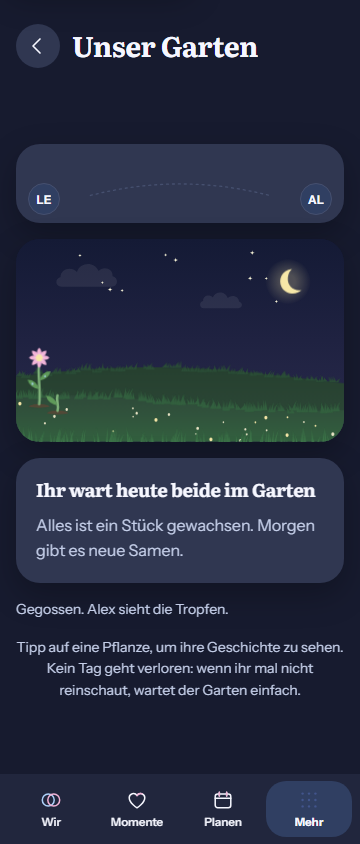 Unser Garten
LE
AL
Ihr wart heute beide im Garten
Alles ist ein Stück gewachsen. Morgen
gibt es neue Samen.
Gegossen. Alex sieht die Tropfen.
Tipp auf eine Pflanze, um ihre Geschichte zu sehen.
Kein Tag geht verloren: wenn ihr mal nicht
reinschaut, wartet der Garten einfach.
Wir
Momente
Planen
Mehr